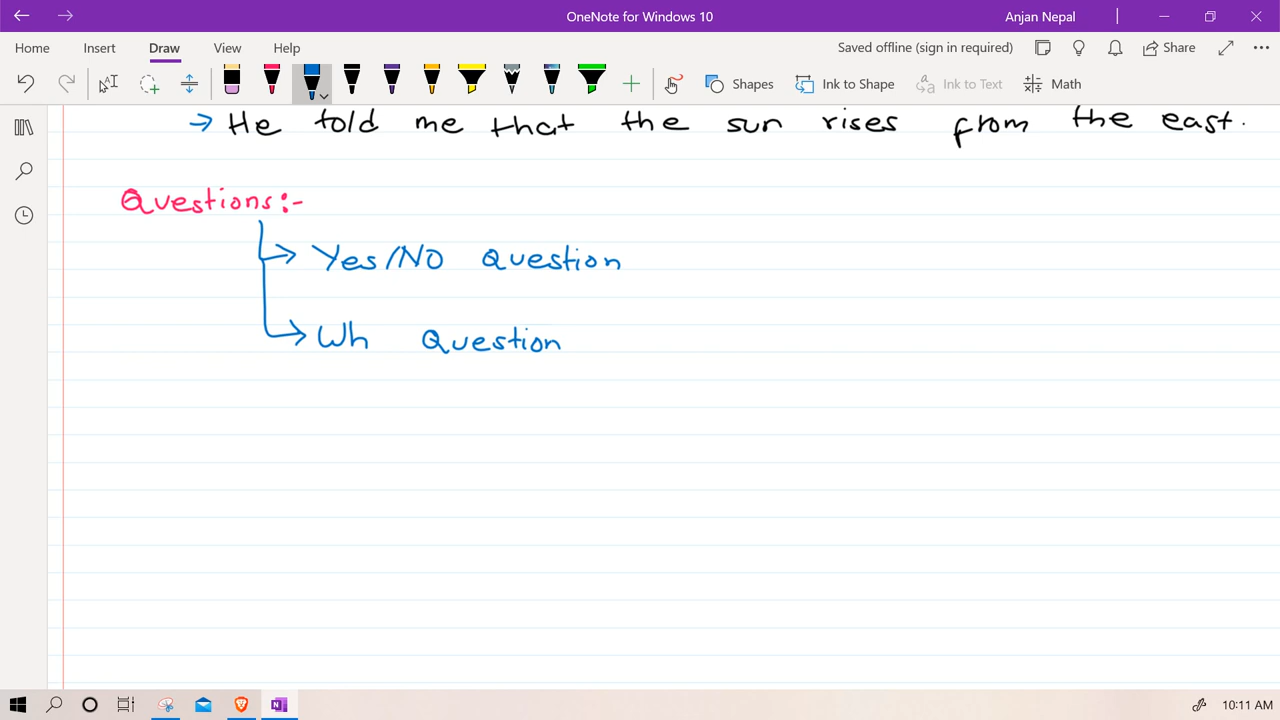 OneNote for Windows 10
Anjan Nepal
Home Insert Draw View Help
Saved offline (sign in required)
Share
Shapes Ink to Shape Ink to Text Math
→ He told me that the sun rises from the east.
Questions:-
→ Yes/NO Question
→ Wh Question
10:11 AM